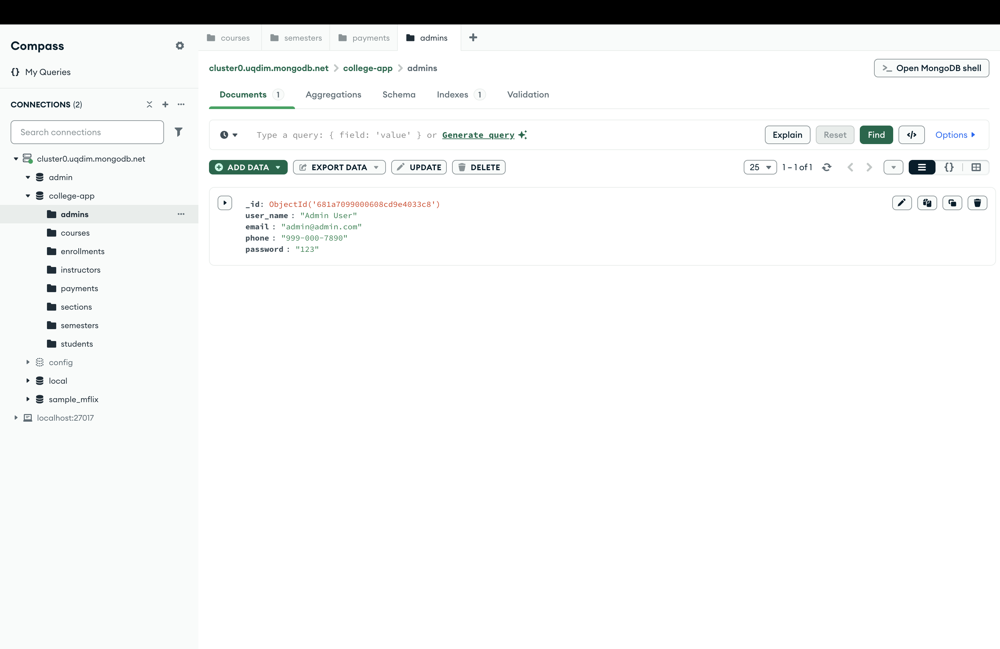 Compass
{} My Queries
CONNECTIONS (2)
Search connections
cluster0.uqdim.mongodb.net
admin
college-app
admins
courses
enrollments
instructors
payments
sections
semesters
students
config
local
sample_mflix
localhost:27017
courses semesters payments admins
cluster0.uqdim.mongodb.net > college-app > admins
>_ Open MongoDB shell
Documents 1 Aggregations Schema Indexes 1 Validation
Type a query: { field: 'value' } or Generate query
Explain Reset Find </> Options
ADD DATA EXPORT DATA UPDATE DELETE
25 1 – 1 of 1 {}
_id: ObjectId('681a7099000608cd9e4033c8')
user_name : "Admin User"
email : "admin@admin.com"
phone : "999-000-7890"
password : "123"